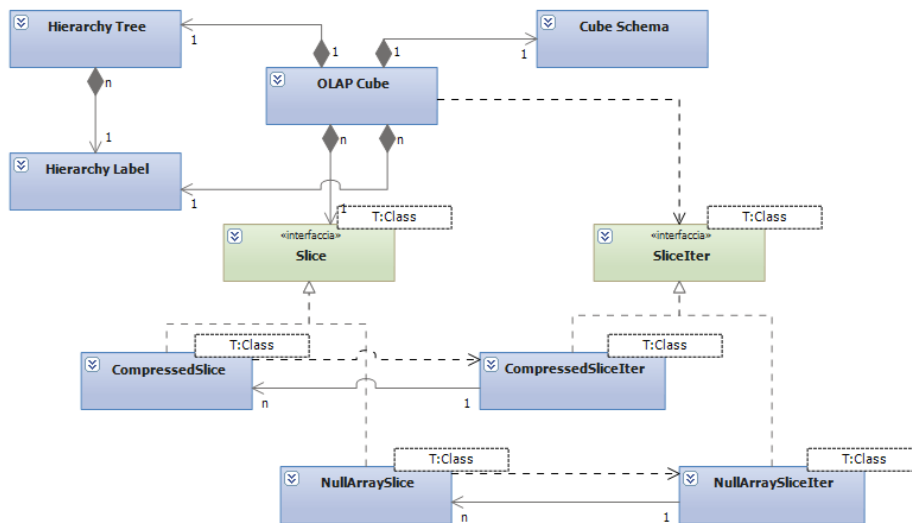 Hierarchy Tree
Cube Schema
1
1
1
1
n
OLAP Cube
n
n
1
Hierarchy Label
1
1
T:Class
T:Class
«interfaccia»
Slice
«interfaccia»
SliceIter
T:Class
T:Class
CompressedSlice
CompressedSliceIter
n
1
T:Class
T:Class
NullArraySlice
NullArraySliceIter
n
1